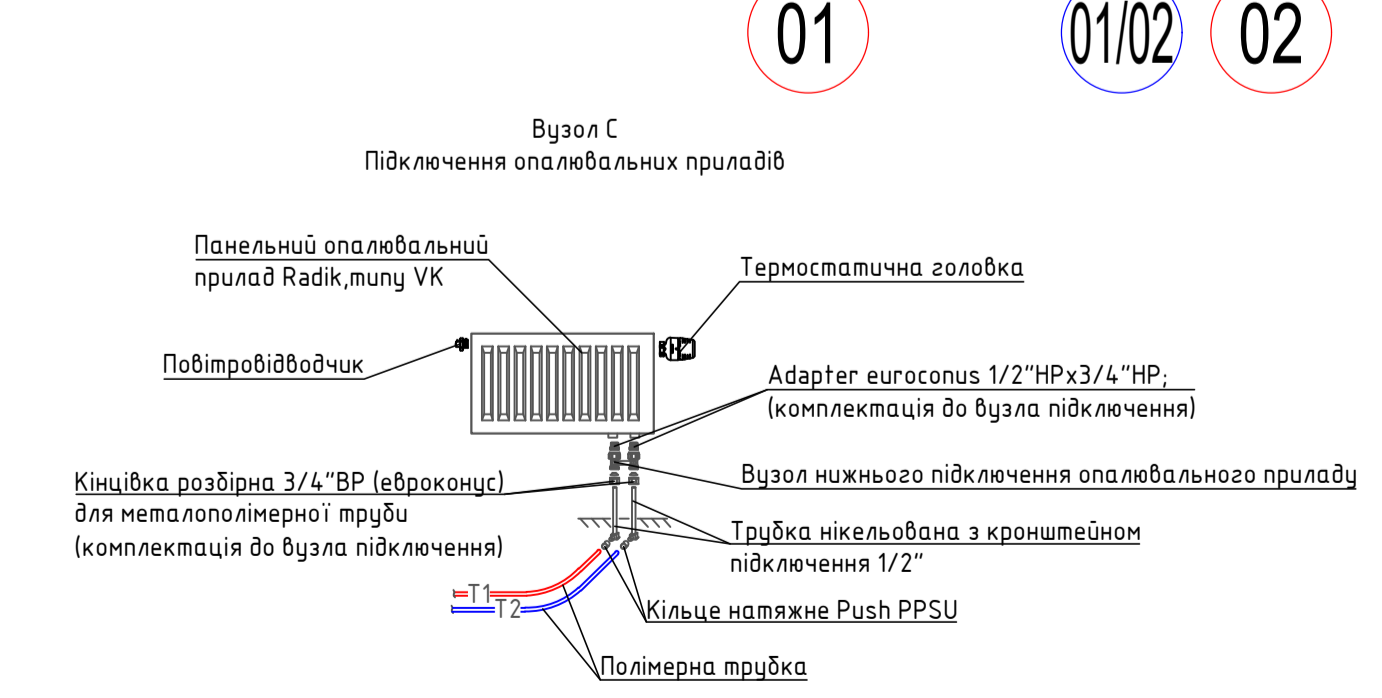 01
01/02
02
Вузол С
Підключення опалювальних приладів
Панельний опалювальний
прилад Radik,типу VK
Термостатична головка
Повітровідводчик
Adapter euroconus 1/2"НРх3/4"НР;
(комплектація до вузла підключення)
Кінцівка розбірна 3/4"ВР (евроконус)
для металополімерної труби
(комплектація до вузла підключення)
Вузол нижнього підключення опалювального приладу
Трубка нікельована з кронштейном
підключення 1/2"
Т1
Т2
Кільце натяжне Push PPSU
Полімерна трубка